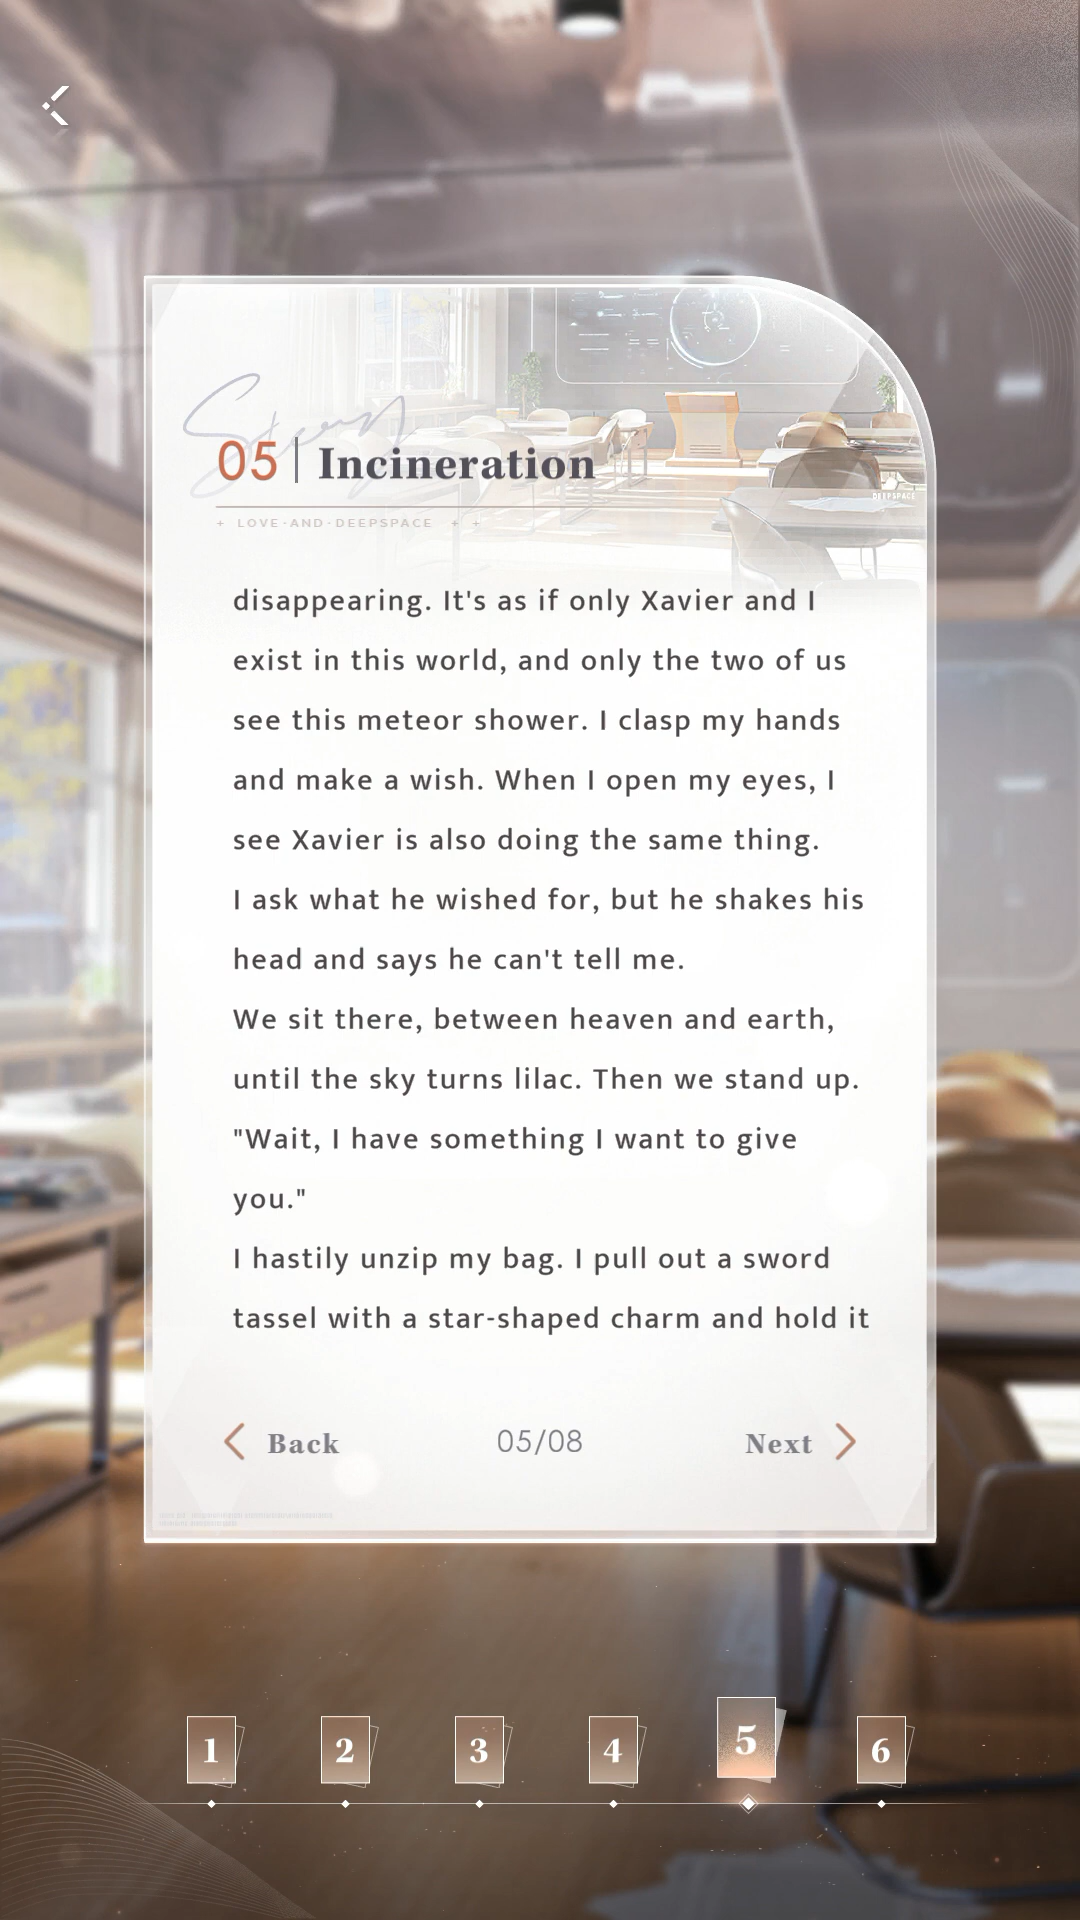 05 | Incineration
+ LOVE·AND·DEEPSPACE + +
DEEPSPACE
disappearing. It's as if only Xavier and I
exist in this world, and only the two of us
see this meteor shower. I clasp my hands
and make a wish. When I open my eyes, I
see Xavier is also doing the same thing.
I ask what he wished for, but he shakes his
head and says he can't tell me.
We sit there, between heaven and earth,
until the sky turns lilac. Then we stand up.
"Wait, I have something I want to give
you."
I hastily unzip my bag. I pull out a sword
tassel with a star-shaped charm and hold it
Back 05/08 Next
1 2 3 4 5 6